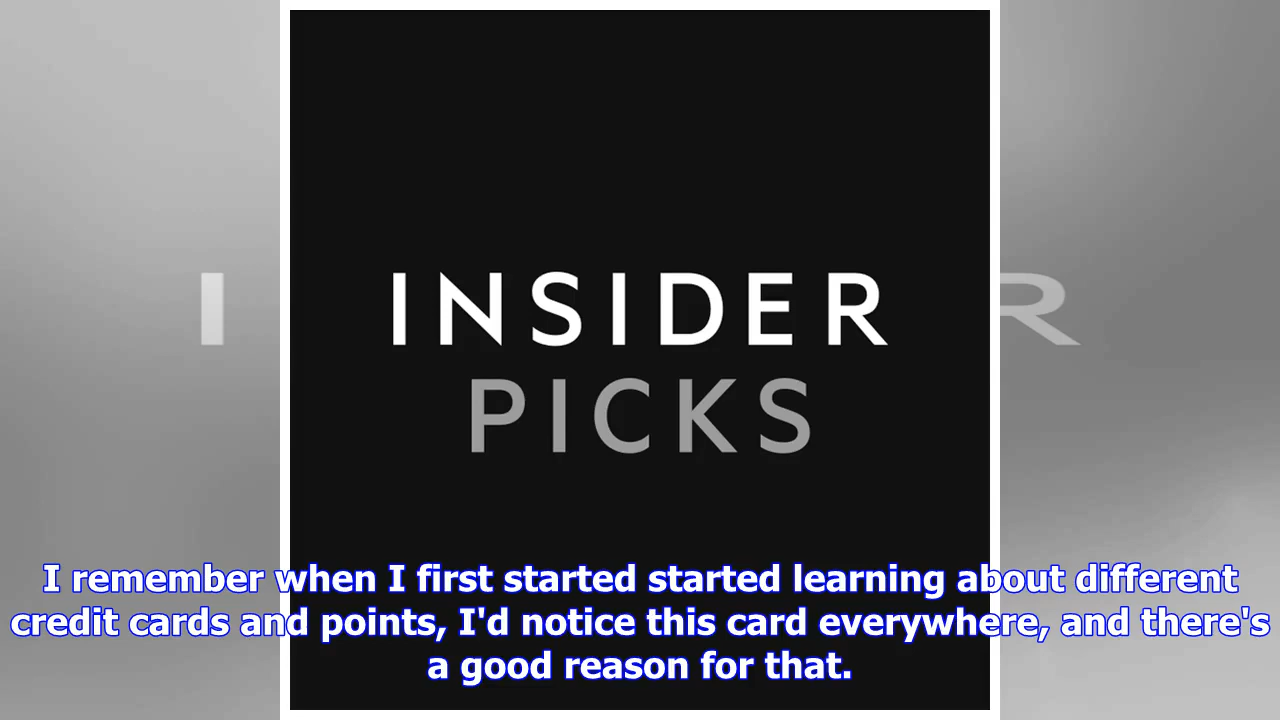 INSIDER
PICKS
I R
I remember when I first started started learning about different
credit cards and points, I'd notice this card everywhere, and there's
a good reason for that.